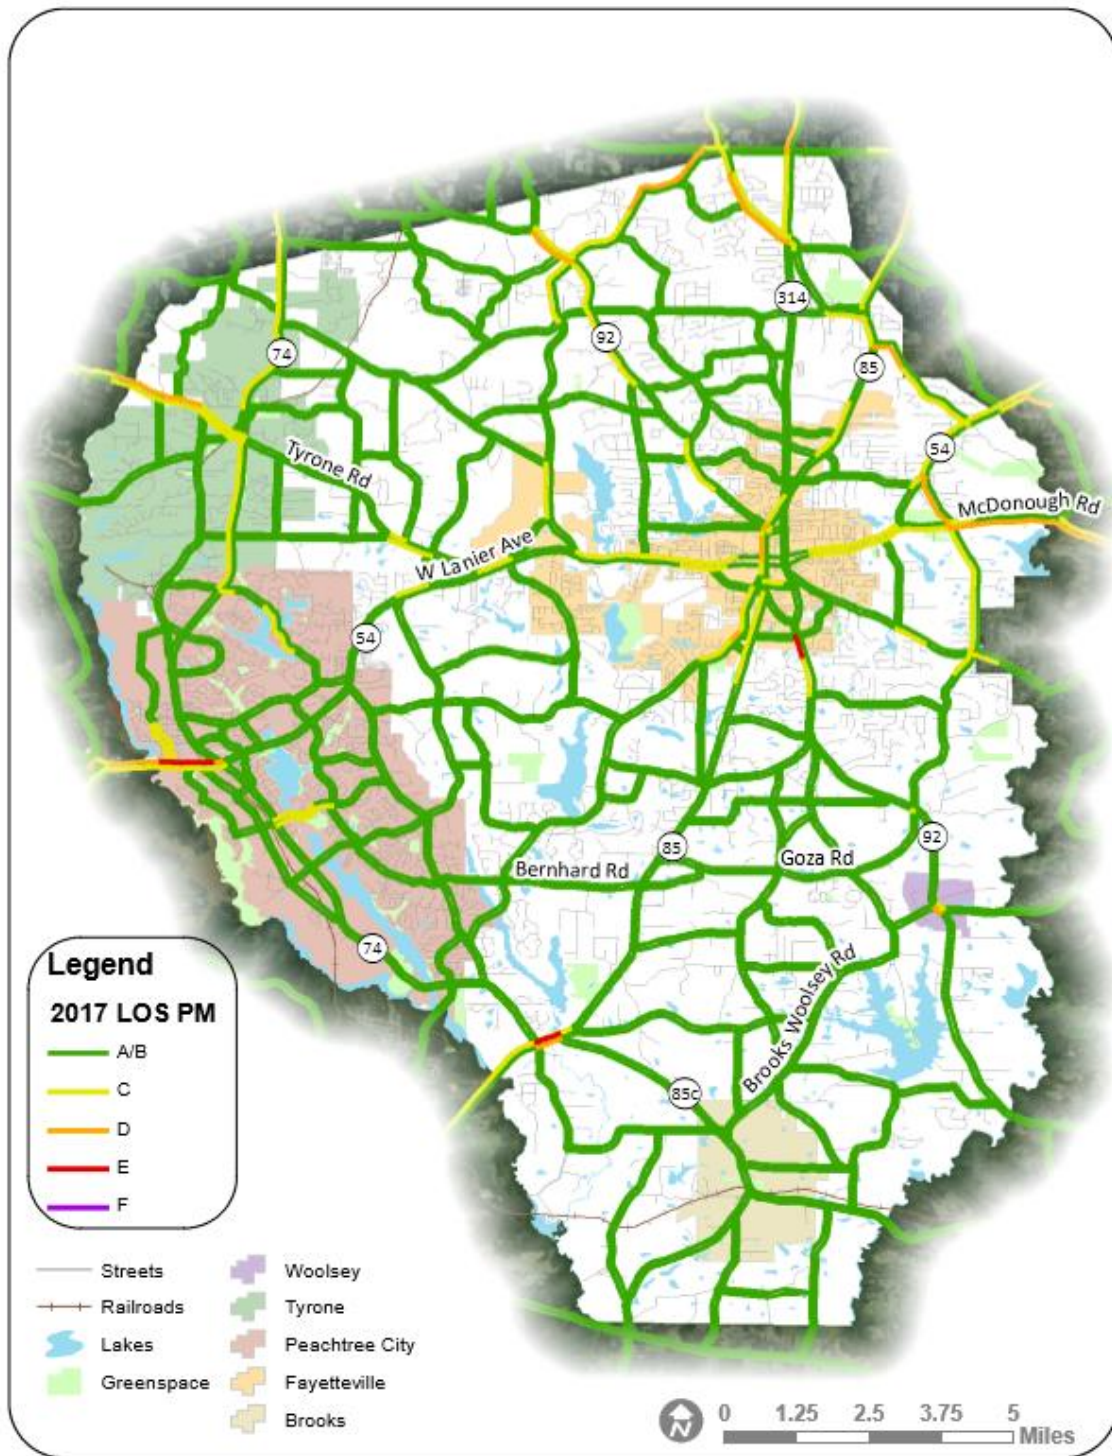 314
92
74
85
54
Tyrone Rd
McDonough Rd
W Lanier Ave
54
92
85
Goza Rd
Bernhard Rd
74
Brooks Woolsey Rd
85c
Legend
2017 LOS PM
A/B
C
D
E
F
Streets
Railroads
Lakes
Greenspace
Woolsey
Tyrone
Peachtree City
Fayetteville
Brooks
N
0 1.25 2.5 3.75 5
Miles